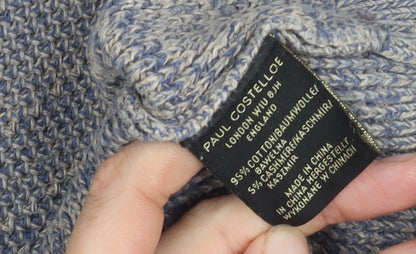 PAUL COSTELLOE
LONDON W1U 8JH
ENGLAND
95% COTTON/BAUMWOLLE/
BAWEŁNA
5% CASHMERE/KASCHMIR/
KASZMIR
MADE IN CHINA
IN CHINA HERGESTELLT
WYKONANE W CHINACH